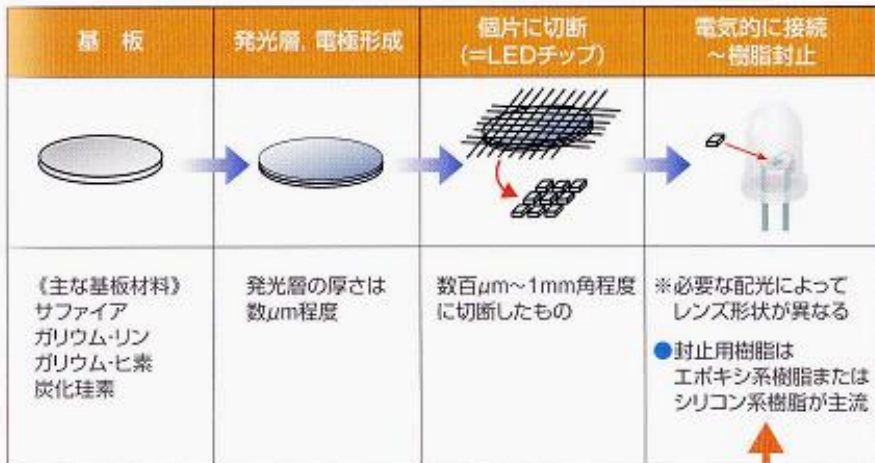 基 板
発光層、電極形成
個片に切断
(=LEDチップ)
電気的に接続
～樹脂封止
《主な基板材料》
サファイア
ガリウム・リン
ガリウム・ヒ素
炭化珪素
発光層の厚さは
数μm程度
数百μm～1mm角程度
に切断したもの
※必要な配光によって
レンズ形状が異なる
●封止用樹脂は
エポキシ系樹脂または
シリコン系樹脂が主流